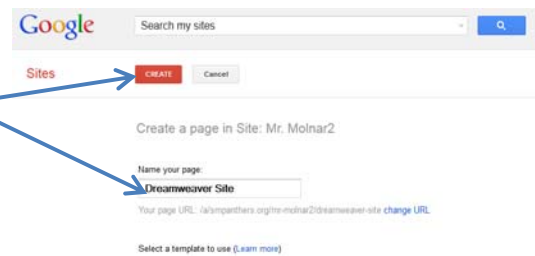 Google Search my sites
Sites CREATE Cancel
Create a page in Site: Mr. Molnar2
Name your page:
Dreamweaver Site
Your page URL: /a/smpanthers.org/mr-molnar2/dreamweaver-site change URL
Select a template to use (Learn more)